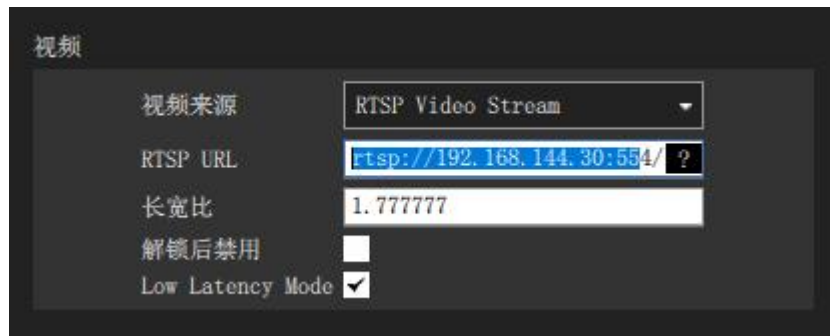 视频
视频来源 RTSP Video Stream
RTSP URL rtsp://192.168.144.30:554/ ?
长宽比 1.777777
解锁后禁用
Low Latency Mode